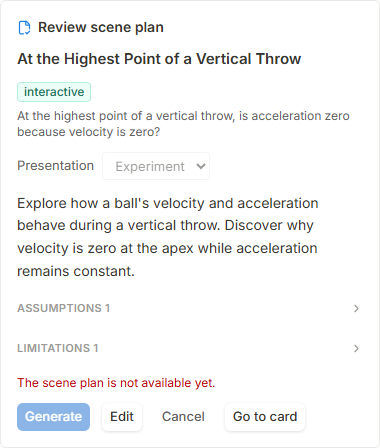 Review scene plan
At the Highest Point of a Vertical Throw
interactive
At the highest point of a vertical throw, is acceleration zero
because velocity is zero?
Presentation Experiment
Explore how a ball's velocity and acceleration
behave during a vertical throw. Discover why
velocity is zero at the apex while acceleration
remains constant.
ASSUMPTIONS 1
LIMITATIONS 1
The scene plan is not available yet.
Generate Edit Cancel Go to card